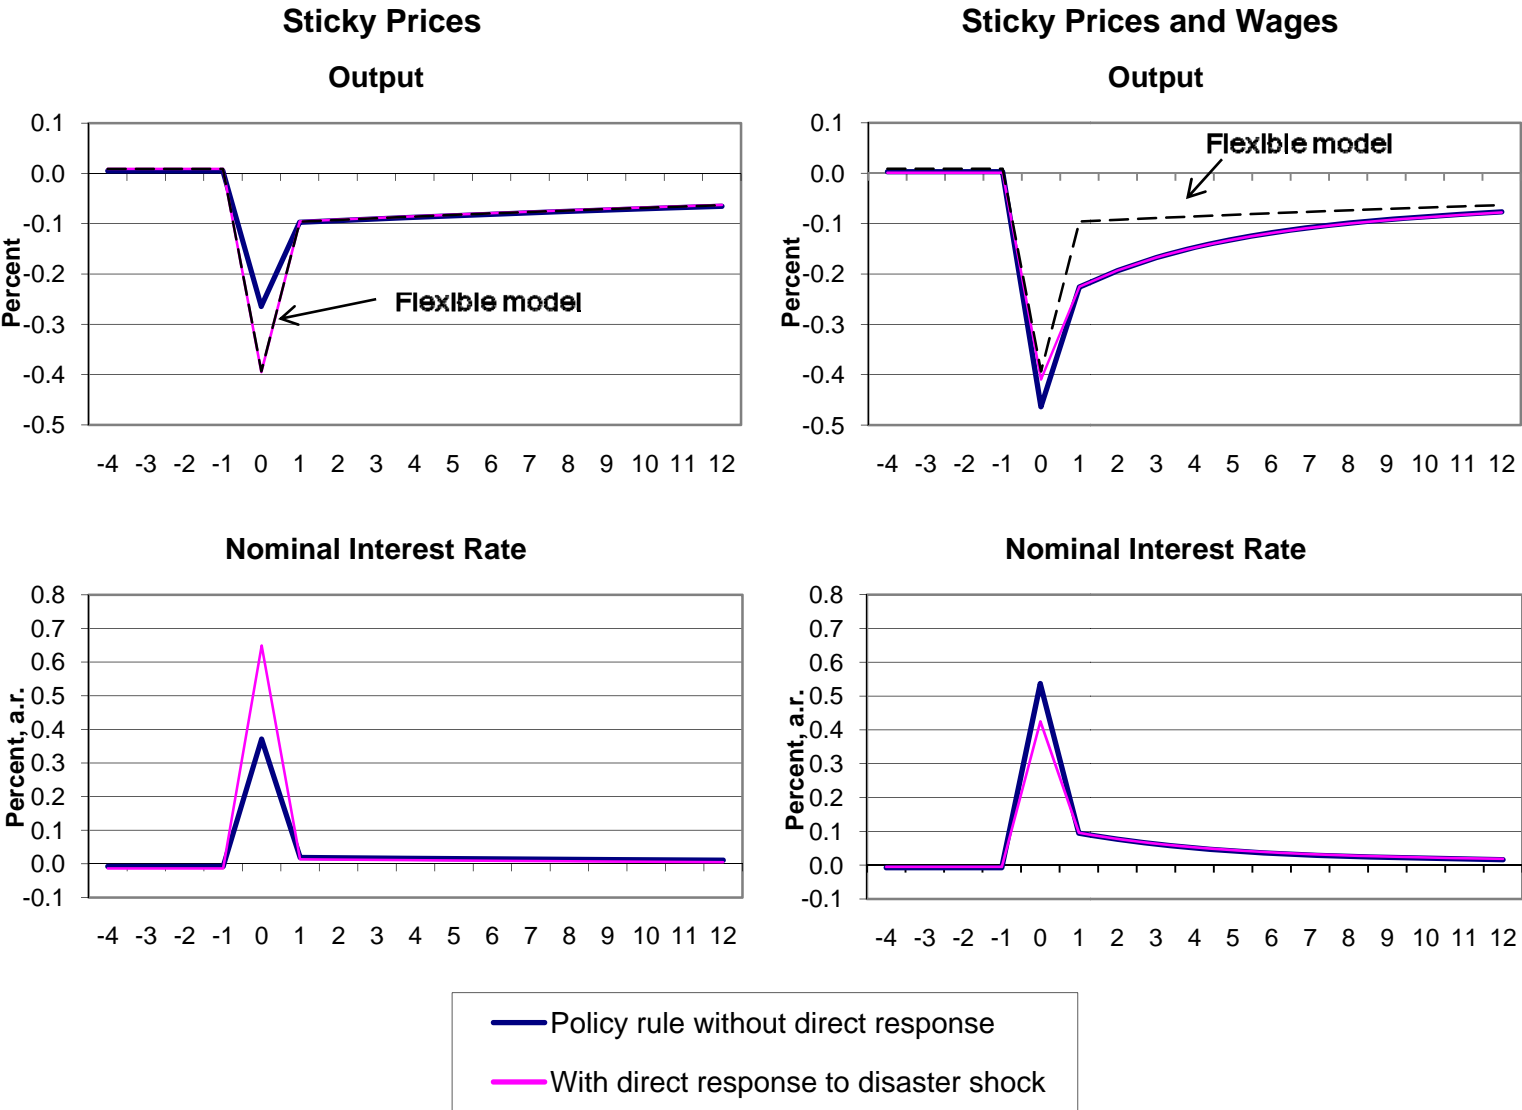 Sticky Prices
Output
Percent
0.1
0.0
-0.1
-0.2
-0.3
-0.4
-0.5
Flexible model
-4 -3 -2 -1 0 1 2 3 4 5 6 7 8 9 10 11 12
Sticky Prices and Wages
Output
Percent
0.1
0.0
-0.1
-0.2
-0.3
-0.4
-0.5
Flexible model
-4 -3 -2 -1 0 1 2 3 4 5 6 7 8 9 10 11 12
Nominal Interest Rate
Percent, a.r.
0.8
0.7
0.6
0.5
0.4
0.3
0.2
0.1
0.0
-0.1
-4 -3 -2 -1 0 1 2 3 4 5 6 7 8 9 10 11 12
Nominal Interest Rate
Percent, a.r.
0.8
0.7
0.6
0.5
0.4
0.3
0.2
0.1
0.0
-0.1
-4 -3 -2 -1 0 1 2 3 4 5 6 7 8 9 10 11 12
Policy rule without direct response
With direct response to disaster shock